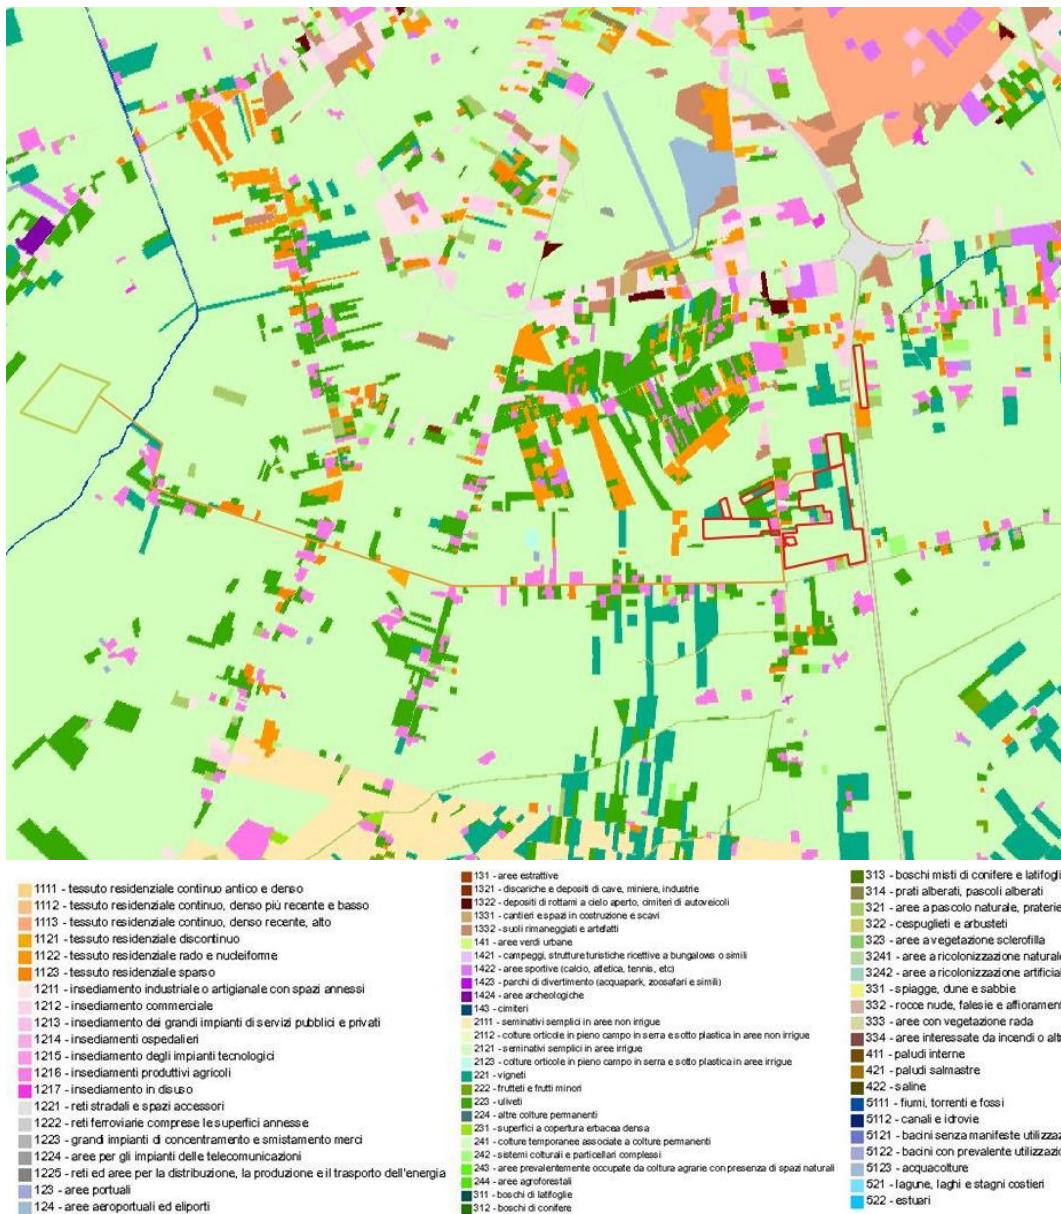 1111 - tessuto residenziale continuo antico e denso
1112 - tessuto residenziale continuo, denso più recente e basso
1113 - tessuto residenziale continuo, denso recente, alto
1121 - tessuto residenziale discontinuo
1122 - tessuto residenziale rado e nucleiforme
1123 - tessuto residenziale sparso
1211 - insediamento industriale o artigianale con spazi annessi
1212 - insediamento commerciale
1213 - insediamento dei grandi impianti di servizi pubblici e privati
1214 - insediamenti ospedalieri
1215 - insediamento degli impianti tecnologici
1216 - insediamenti produttivi agricoli
1217 - insediamento in disuso
1221 - reti stradali e spazi accessori
1222 - reti ferroviarie comprese le superfici annesse
1223 - grandi impianti di concentramento e smistamento merci
1224 - aree per gli impianti delle telecomunicazioni
1225 - reti ed aree per la distribuzione, la produzione e il trasporto dell'energia
123 - aree portuali
124 - aree aeroportuali ed eliporti
131 - aree estrattive
1321 - discariche e depositi di cave, miniere, industrie
1322 - depositi di rottami a cielo aperto, cimiteri di autoveicoli
1331 - cantieri e spazi in costruzione e scavi
1332 - suoli rimaneggiati e artefatti
141 - aree verdi urbane
1421 - campeggi, strutture turistiche ricettive a bungalows o simili
1422 - aree sportive (calcio, atletica, tennis, etc)
1423 - parchi di divertimento (acquapark, zoosafari e simili)
1424 - aree archeologiche
143 - cimiteri
2111 - seminativi semplici in aree non irrigue
2112 - colture orticole in pieno campo in serra e sotto plastica in aree non irrigue
2121 - seminativi semplici in aree irrigue
2123 - colture orticole in pieno campo in serra e sotto plastica in aree irrigue
221 - vigneti
222 - frutteti e frutti minori
223 - uliveti
224 - altre colture permanenti
231 - superfici a copertura erbacea densa
241 - colture temporanee associate a colture permanenti
242 - sistemi colturali e particellari complessi
243 - aree prevalentemente occupate da coltura agrarie con presenza di spazi naturali
244 - aree agroforestali
311 - boschi di latifoglie
312 - boschi di conifere
313 - boschi misti di conifere e latifogli
314 - prati alberati, pascoli alberati
321 - aree a pascolo naturale, praterie
322 - cespuglieti e arbusteti
323 - aree a vegetazione sclerofilla
3241 - aree a ricolonizzazione naturale
3242 - aree a ricolonizzazione artificial
331 - spiagge, dune e sabbie
332 - rocce nude, falesie e affioramen
333 - aree con vegetazione rada
334 - aree interessate da incendi o alt
411 - paludi interne
421 - paludi salmastre
422 - saline
5111 - fiumi, torrenti e fossi
5112 - canali e idrovie
5121 - bacini senza manifeste utilizzaz
5122 - bacini con prevalente utilizzazio
5123 - acquacolture
521 - lagune, laghi e stagni costieri
522 - estuari